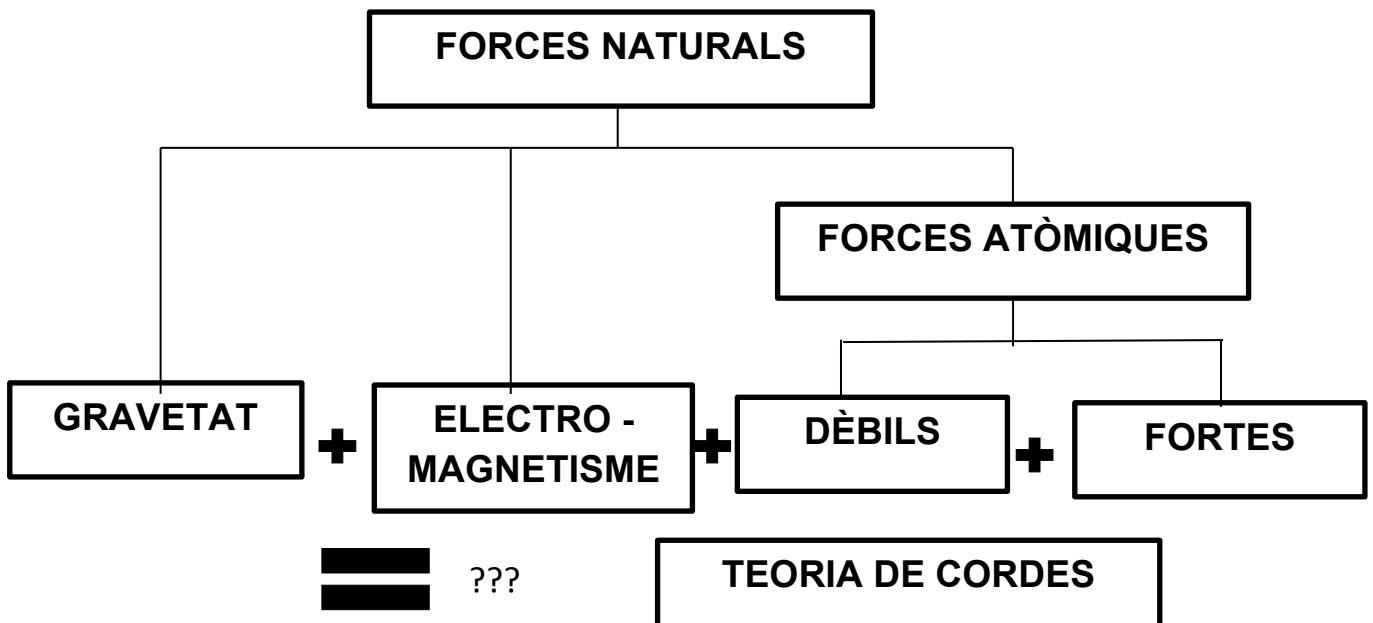 FORCES NATURALS
FORCES ATÒMIQUES
GRAVETAT
ELECTRO -
MAGNETISME
DÈBILS
FORTES
???
TEORIA DE CORDES